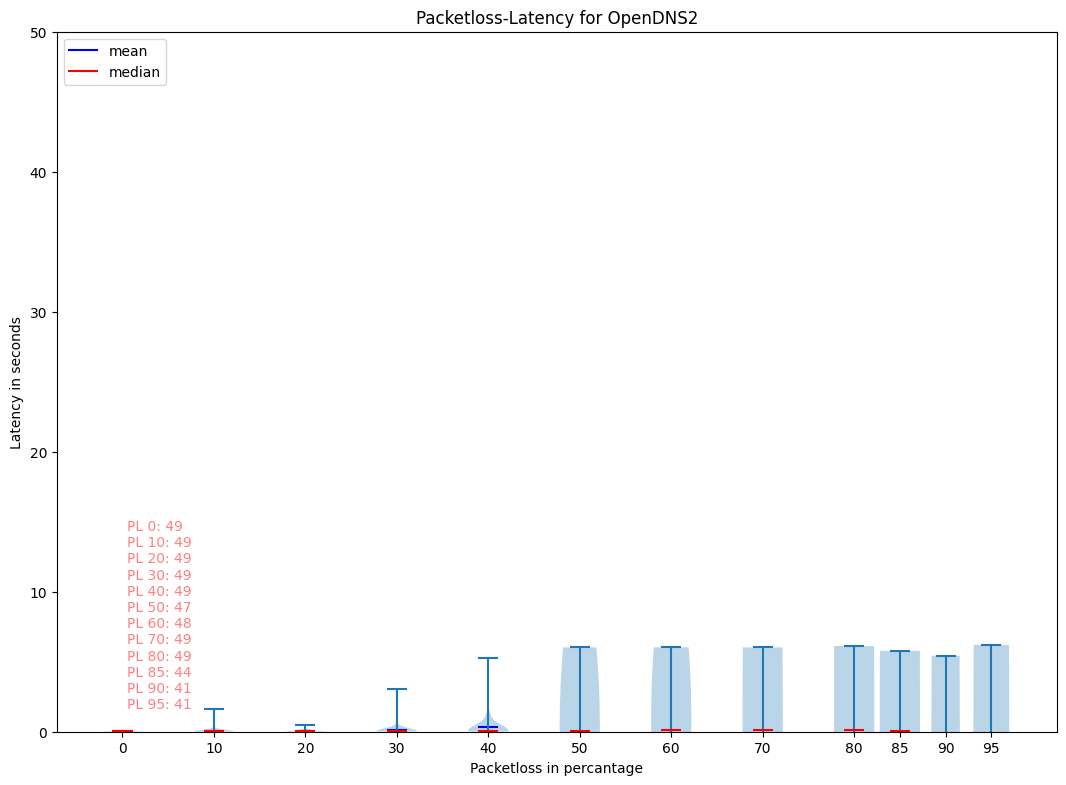 Packetloss-Latency for OpenDNS2
mean
median
50
40
30
20
10
0
Latency in seconds
PL 0: 49
PL 10: 49
PL 20: 49
PL 30: 49
PL 40: 49
PL 50: 47
PL 60: 48
PL 70: 49
PL 80: 49
PL 85: 44
PL 90: 41
PL 95: 41
0 10 20 30 40 50 60 70 80 85 90 95
Packetloss in percantage